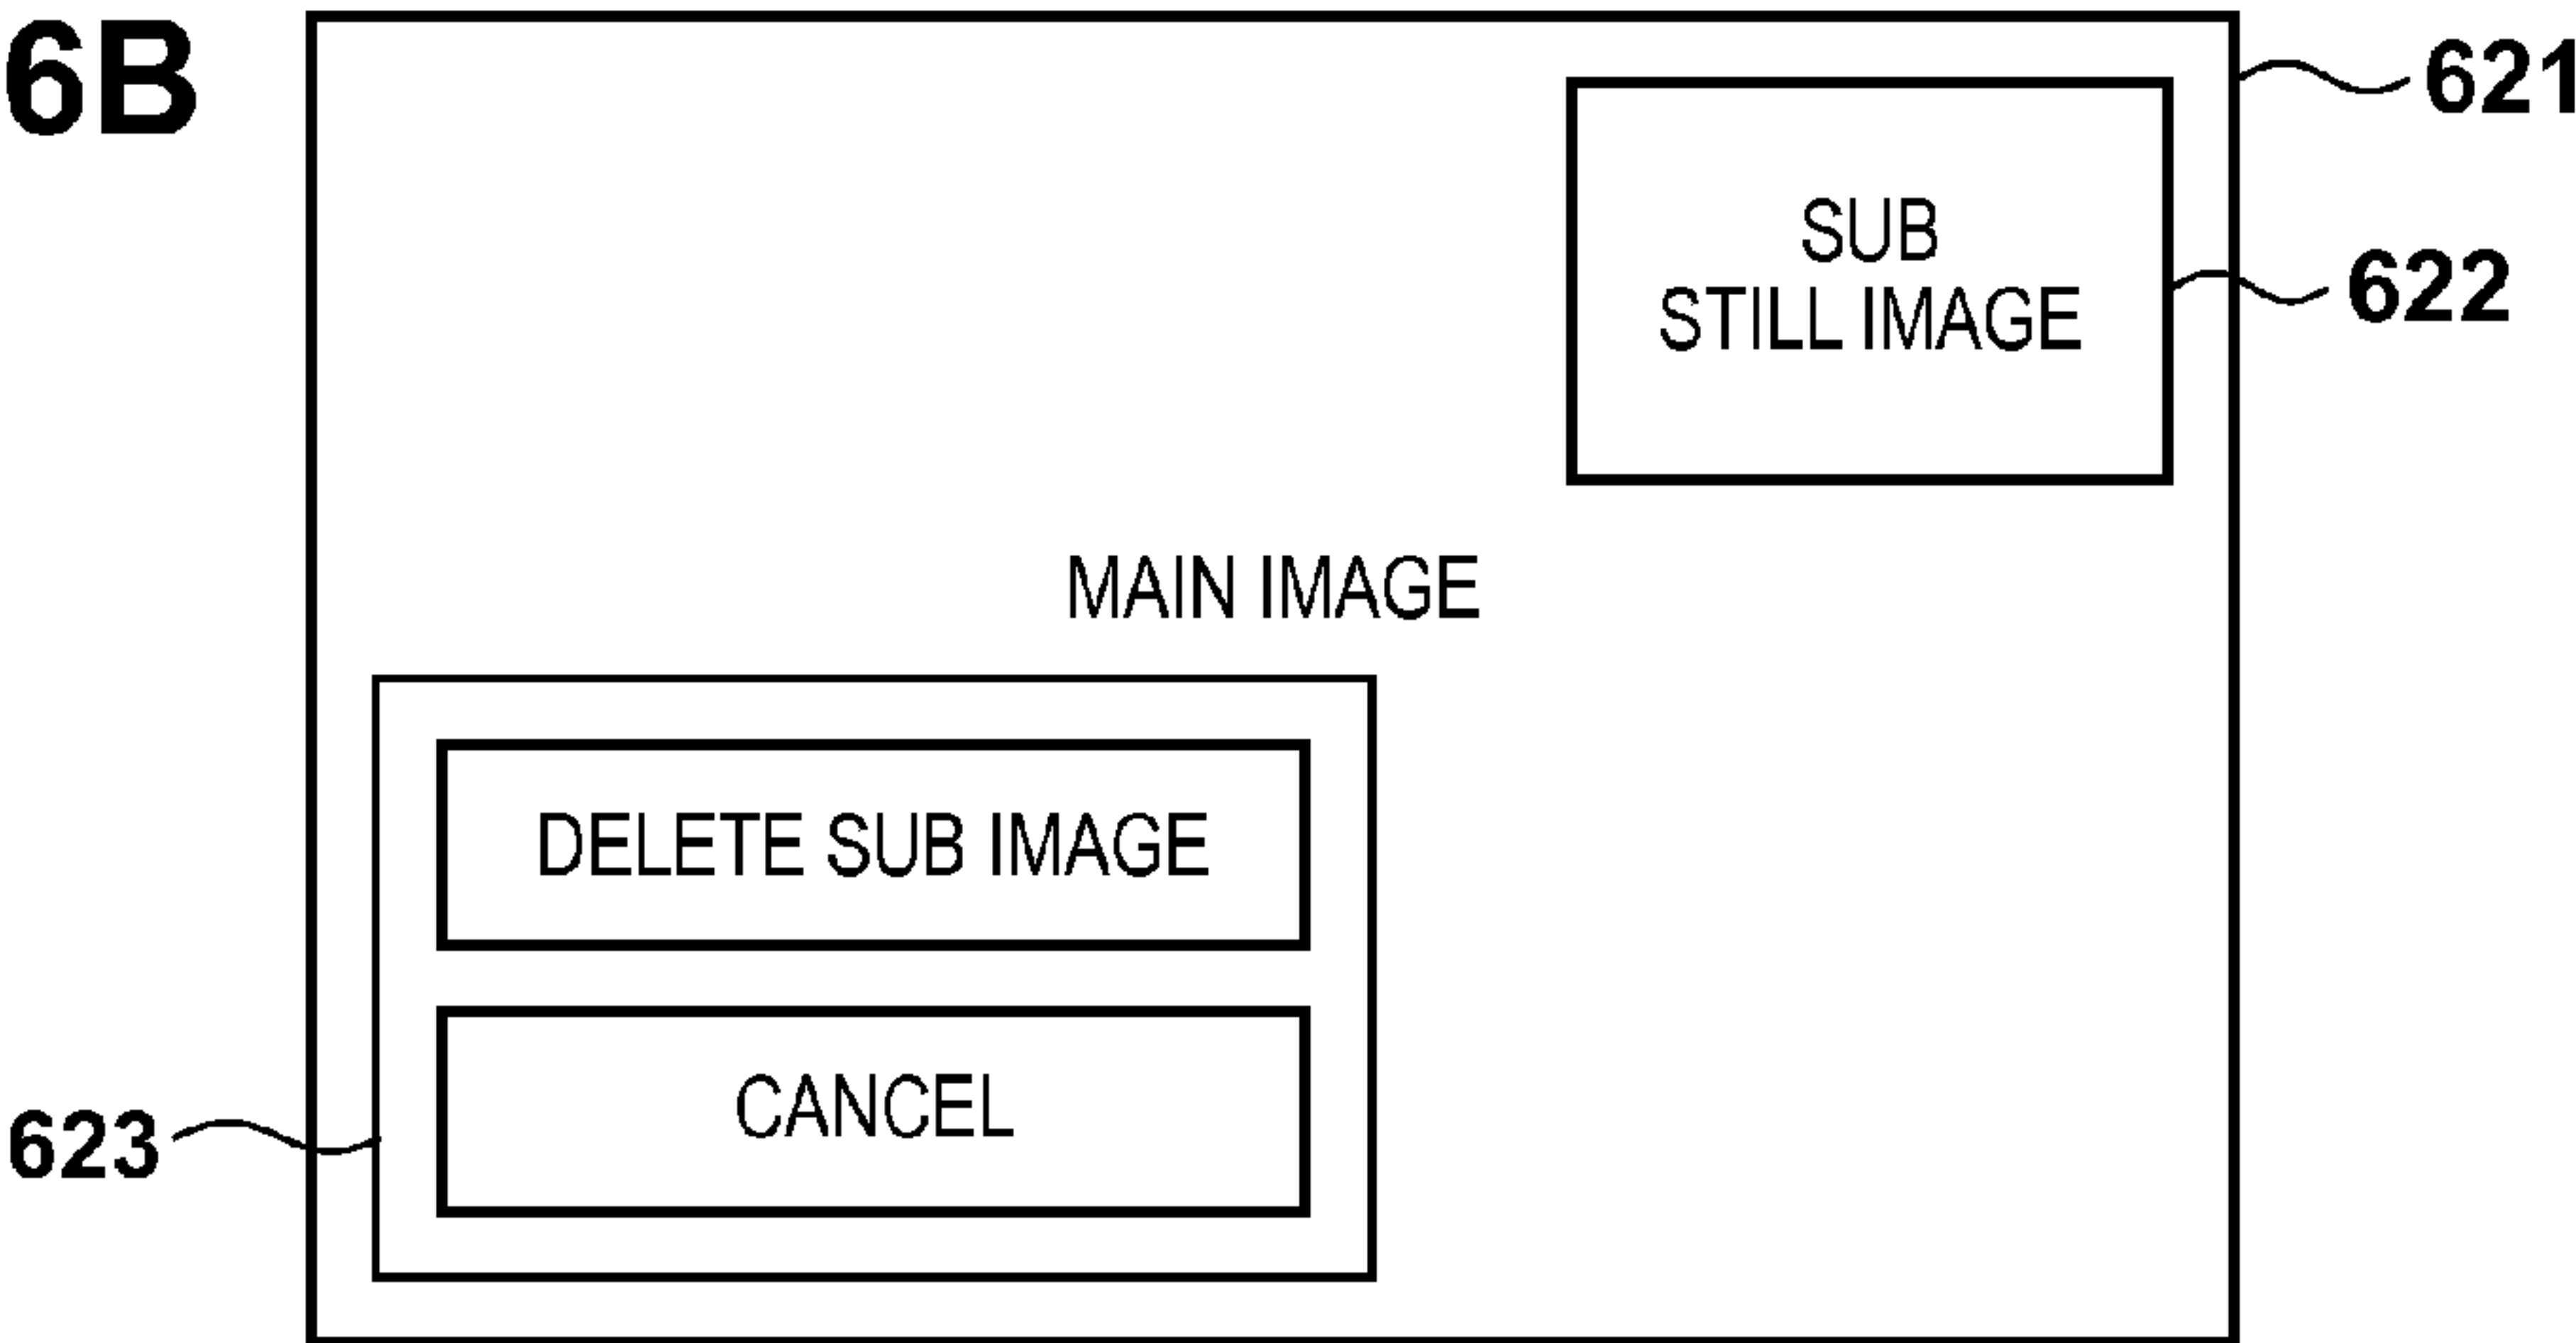 6B
621
SUB
STILL IMAGE
622
MAIN IMAGE
DELETE SUB IMAGE
CANCEL
623